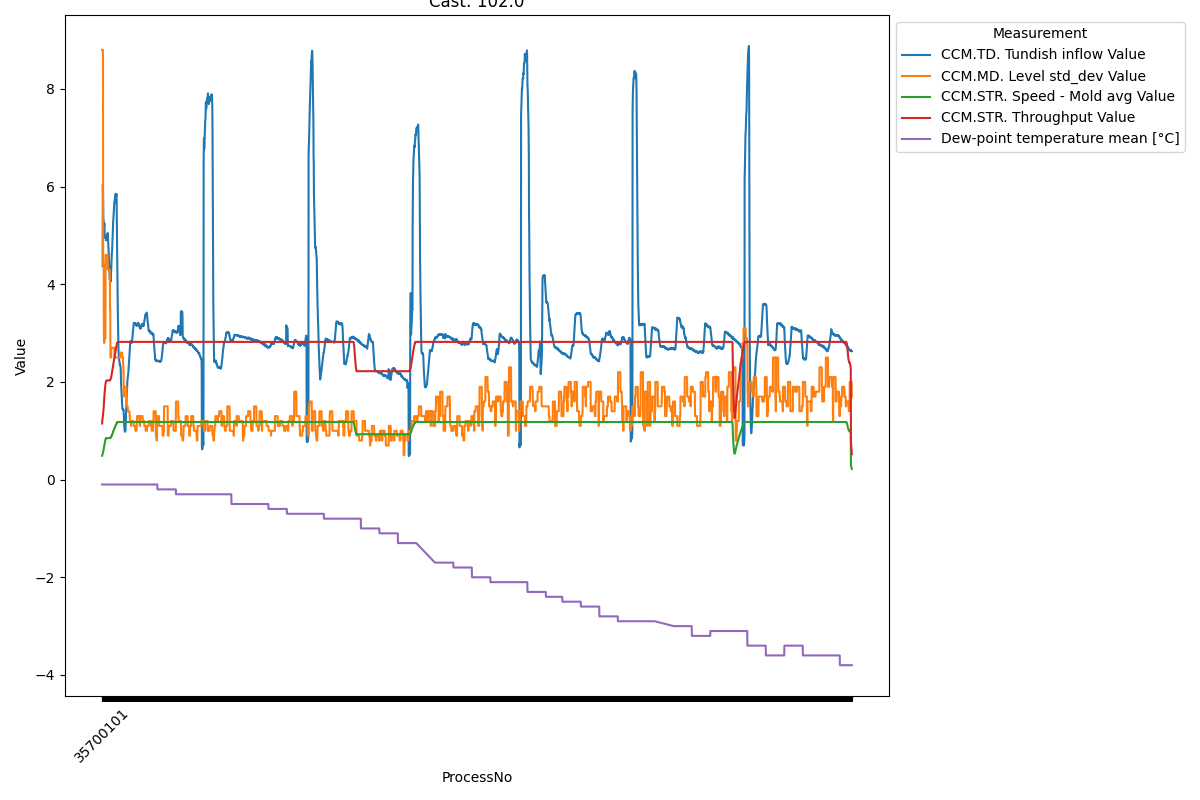 Cast: 102.0
Measurement
CCM.TD. Tundish inflow Value
CCM.MD. Level std_dev Value
CCM.STR. Speed - Mold avg Value
CCM.STR. Throughput Value
Dew-point temperature mean [°C]
Value
8
6
4
2
0
−2
−4
35700101
ProcessNo